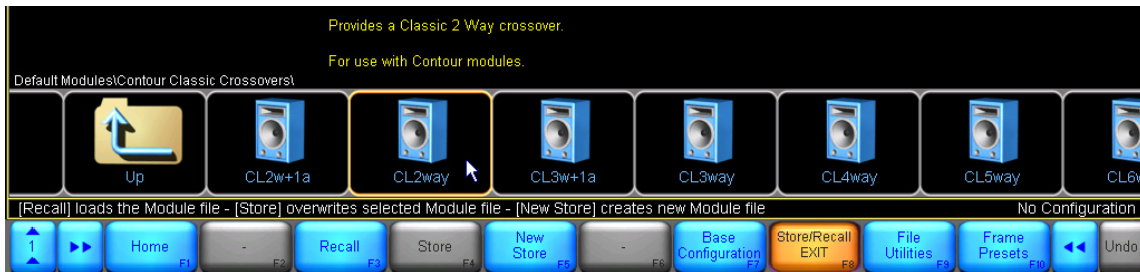 Provides a Classic 2 Way crossover.
For use with Contour modules.
Default Modules\Contour Classic Crossovers\
Up CL2w+1a CL2way CL3w+1a CL3way CL4way CL5way
[Recall] loads the Module file - [Store] overwrites selected Module file - [New Store] creates new Module file No Configuration
1 Home F1 - F2 Recall F3 Store F4 New Store F5 - F6 Base Configuration F7 Store/Recall EXIT F8 File Utilities F9 Frame Presets F10 Undo